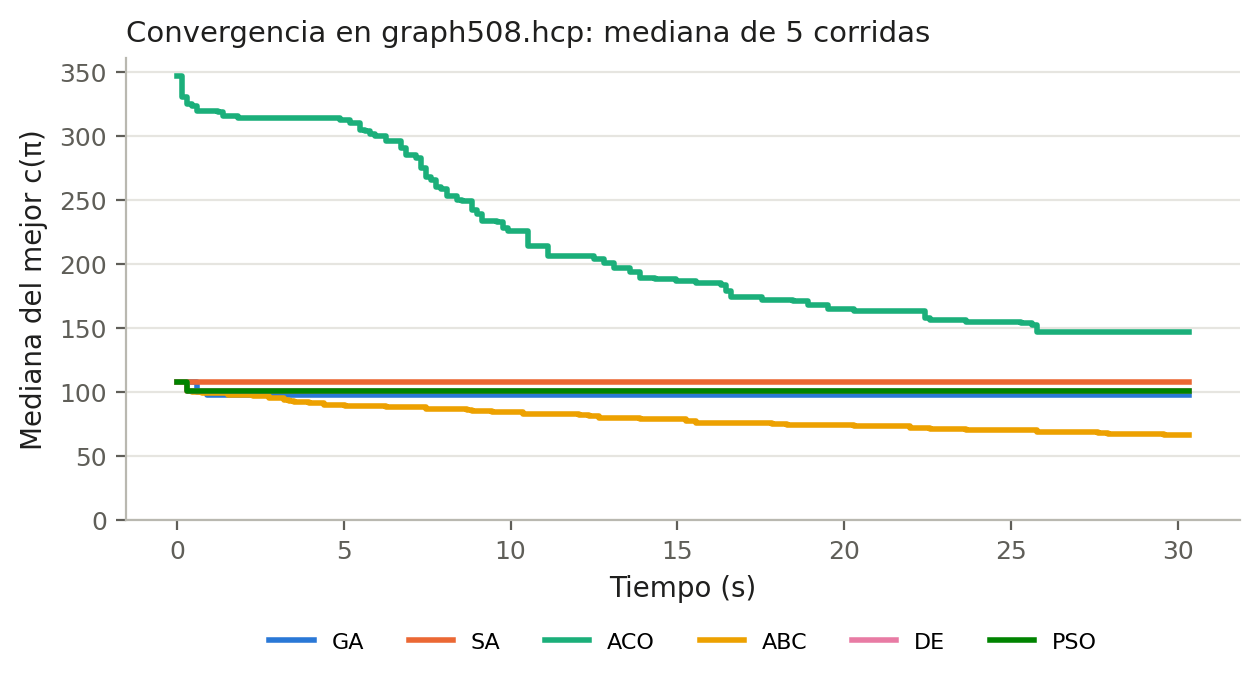 Convergencia en graph508.hcp: mediana de 5 corridas
Mediana del mejor c(π)
350
300
250
200
150
100
50
0
0 5 10 15 20 25 30
Tiempo (s)
GA SA ACO ABC DE PSO